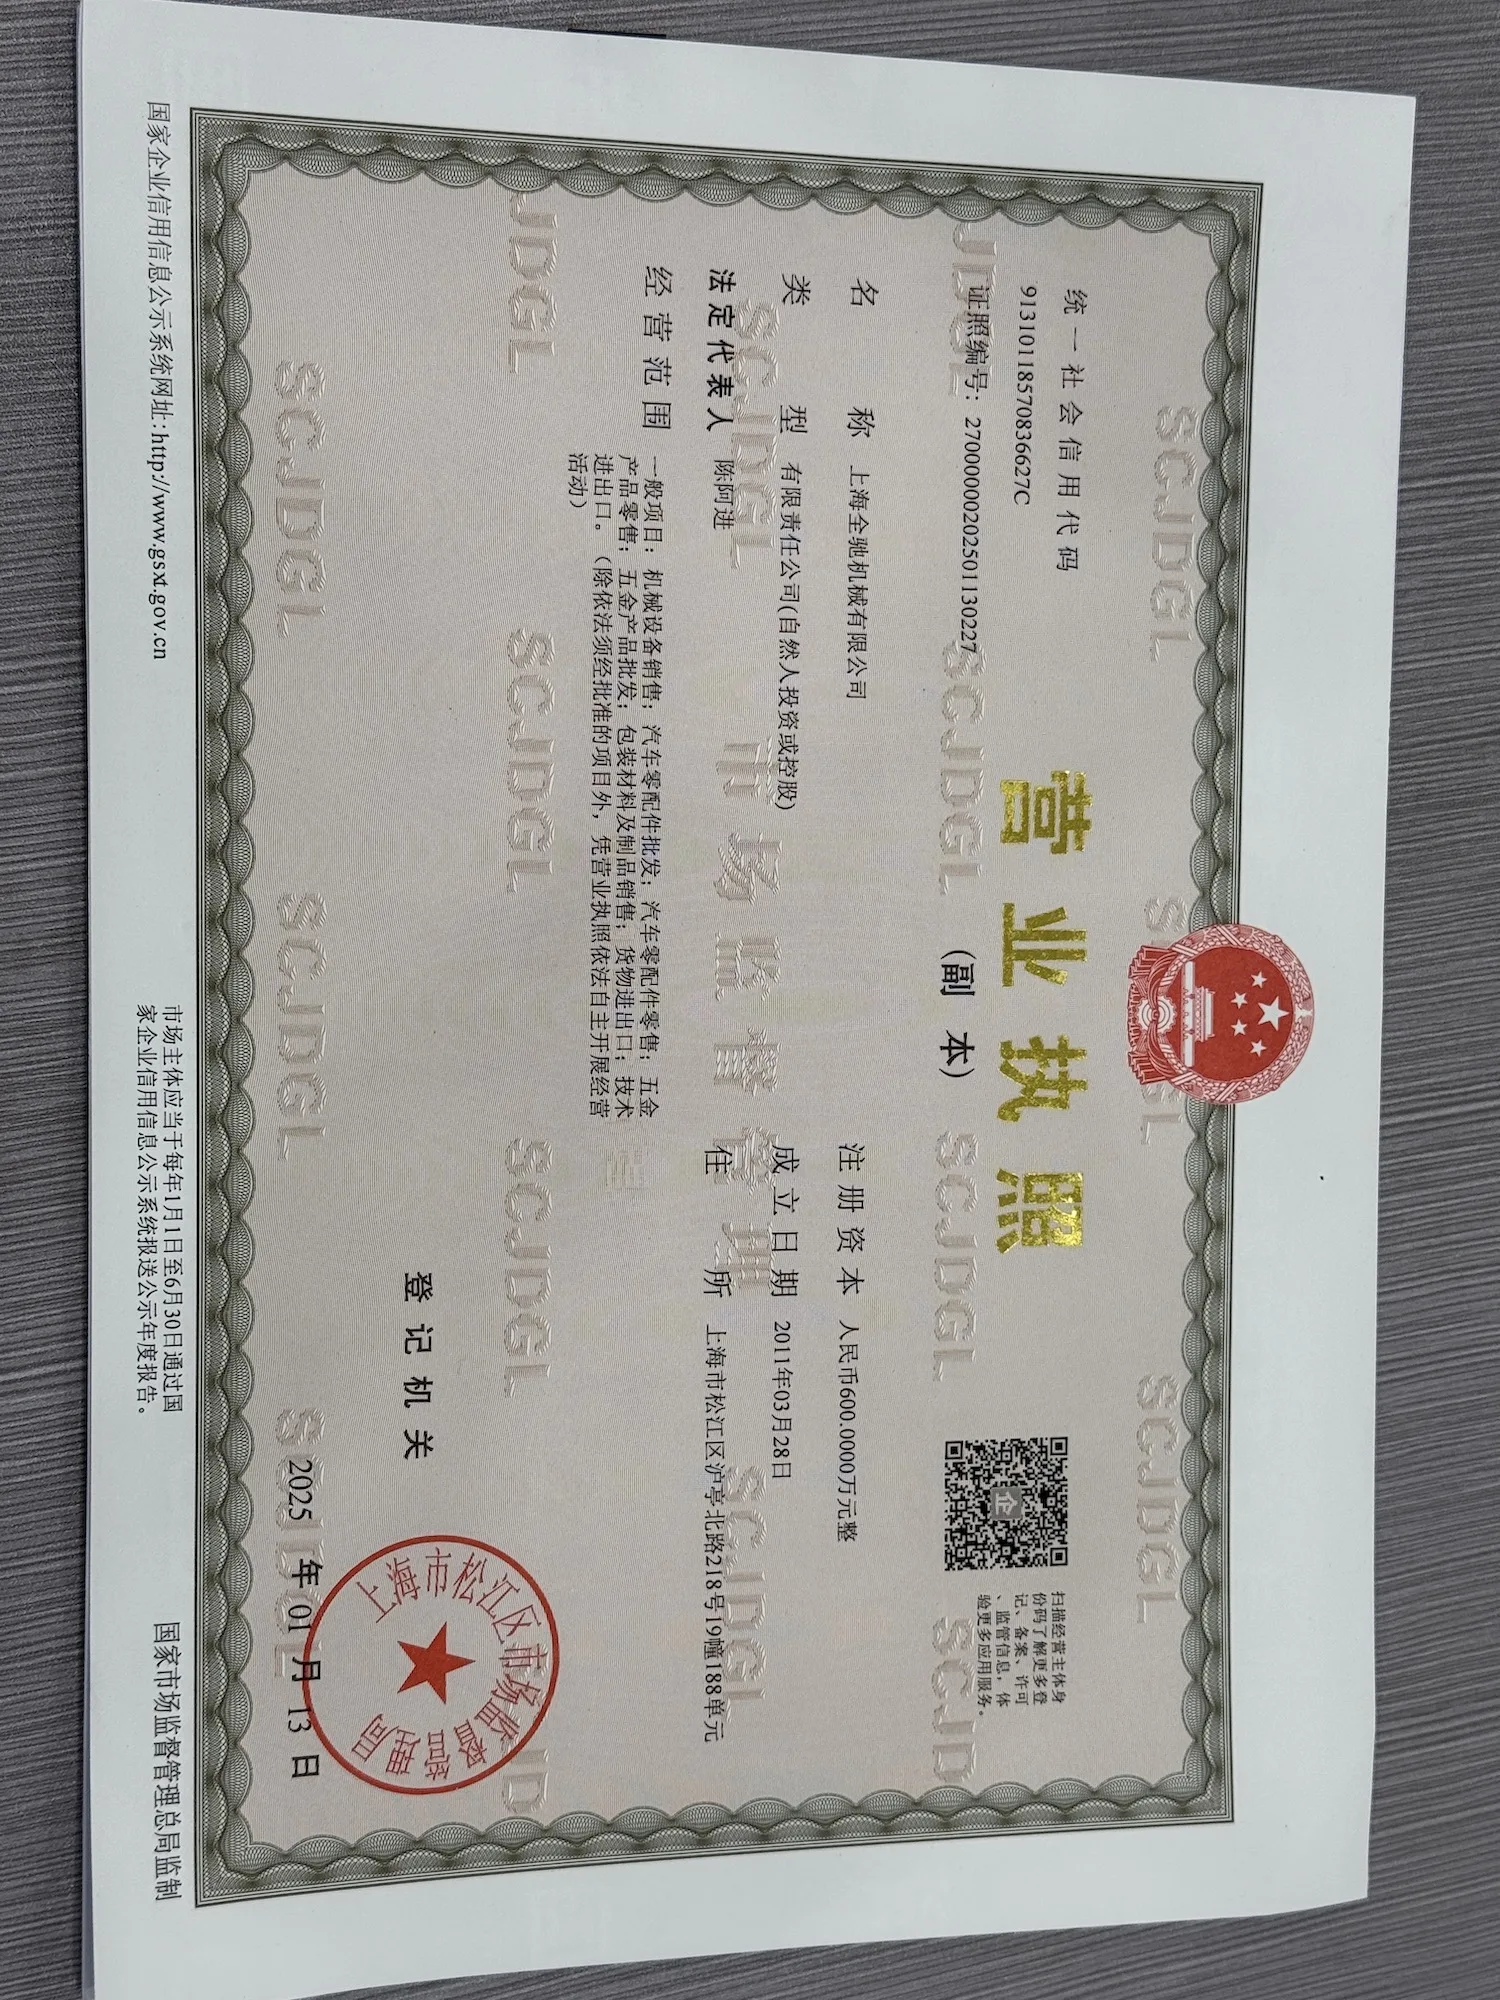 营业执照
(副 本)
统一社会信用代码
91310118570836627C
证照编号：27000000202501130227
扫描经营主体身
份码了解更多登
记、备案、许可
、监管信息，体
验更多应用服务。
名称 上海全驰机械有限公司
类型 有限责任公司(自然人投资或控股)
法定代表人 陈阿进
经营范围 一般项目：机械设备销售；汽车零配件批发；汽车零配件零售；五金
产品零售；五金产品批发；包装材料及制品销售；货物进出口；技术
进出口。（除依法须经批准的项目外，凭营业执照依法自主开展经营
活动）
注册资本 人民币600.0000万元整
成立日期 2011年03月28日
住所 上海市松江区沪亭北路218号19幢188单元
登记机关
上海市松江区市场监督管理局
2025 年 01 月 13 日
国家企业信用信息公示系统网址：http://www.gsxt.gov.cn
市场主体应当于每年1月1日至6月30日通过国
家企业信用信息公示系统报送公示年度报告。
国家市场监督管理总局监制
SCJDGL
市场监督管理